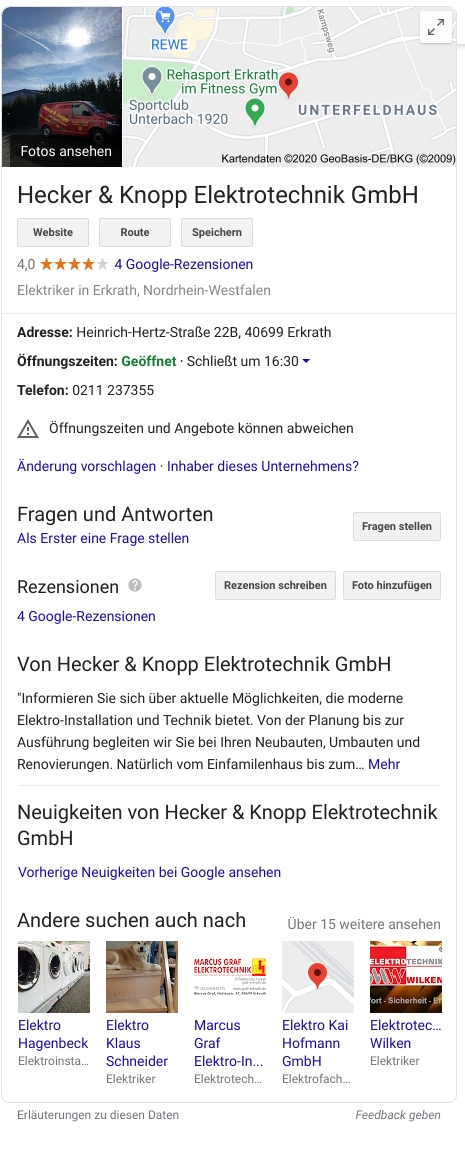 REWE
Kampsweg
Rehasport Erkrath
im Fitness Gym
Sportclub
Unterbach 1920
UNTERFELDHAUS
Fotos ansehen
Kartendaten ©2020 GeoBasis-DE/BKG (©2009)
Hecker & Knopp Elektrotechnik GmbH
Website Route Speichern
4,0 4 Google-Rezensionen
Elektriker in Erkrath, Nordrhein-Westfalen
Adresse: Heinrich-Hertz-Straße 22B, 40699 Erkrath
Öffnungszeiten: Geöffnet · Schließt um 16:30
Telefon: 0211 237355
Öffnungszeiten und Angebote können abweichen
Änderung vorschlagen · Inhaber dieses Unternehmens?
Fragen und Antworten
Fragen stellen
Als Erster eine Frage stellen
Rezensionen ? Rezension schreiben Foto hinzufügen
4 Google-Rezensionen
Von Hecker & Knopp Elektrotechnik GmbH
"Informieren Sie sich über aktuelle Möglichkeiten, die moderne
Elektro-Installation und Technik bietet. Von der Planung bis zur
Ausführung begleiten wir Sie bei Ihren Neubauten, Umbauten und
Renovierungen. Natürlich vom Einfamilenhaus bis zum… Mehr
Neuigkeiten von Hecker & Knopp Elektrotechnik
GmbH
Vorherige Neuigkeiten bei Google ansehen
Andere suchen auch nach Über 15 weitere ansehen
MARCUS GRAF
ELEKTROTECHNIK
ELEKTROTECHNIK
WILKEN
Sicherheit
Elektro
Hagenbeck
Elektroinsta…
Elektro
Klaus
Schneider
Elektriker
Marcus
Graf
Elektro-In…
Elektrotech…
Elektro Kai
Hofmann
GmbH
Elektrofach…
Elektrotec…
Wilken
Elektriker
Erläuterungen zu diesen Daten Feedback geben